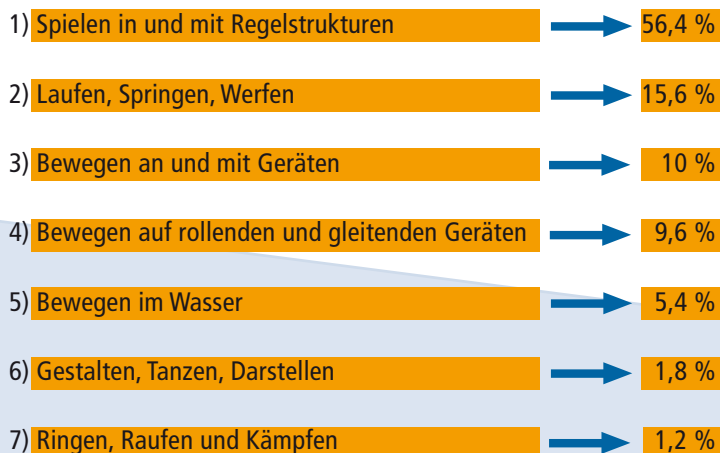 1) Spielen in und mit Regelstrukturen 56,4 %
2) Laufen, Springen, Werfen 15,6 %
3) Bewegen an und mit Geräten 10 %
4) Bewegen auf rollenden und gleitenden Geräten 9,6 %
5) Bewegen im Wasser 5,4 %
6) Gestalten, Tanzen, Darstellen 1,8 %
7) Ringen, Raufen und Kämpfen 1,2 %